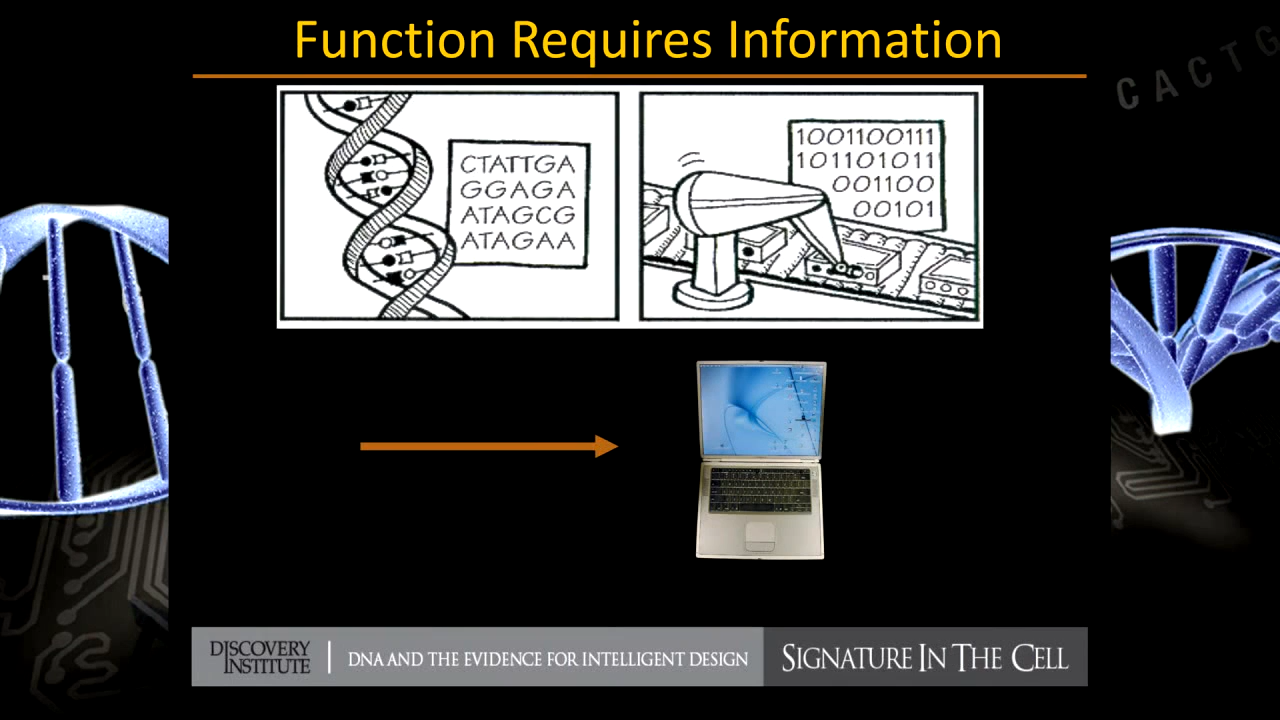 Function Requires Information
CACTG
CTATTGA
GGAGA
ATAGCG
ATAGAA
1001100111
101101011
001100
00101
DISCOVERY
INSTITUTE
DNA AND THE EVIDENCE FOR INTELLIGENT DESIGN
SIGNATURE IN THE CELL